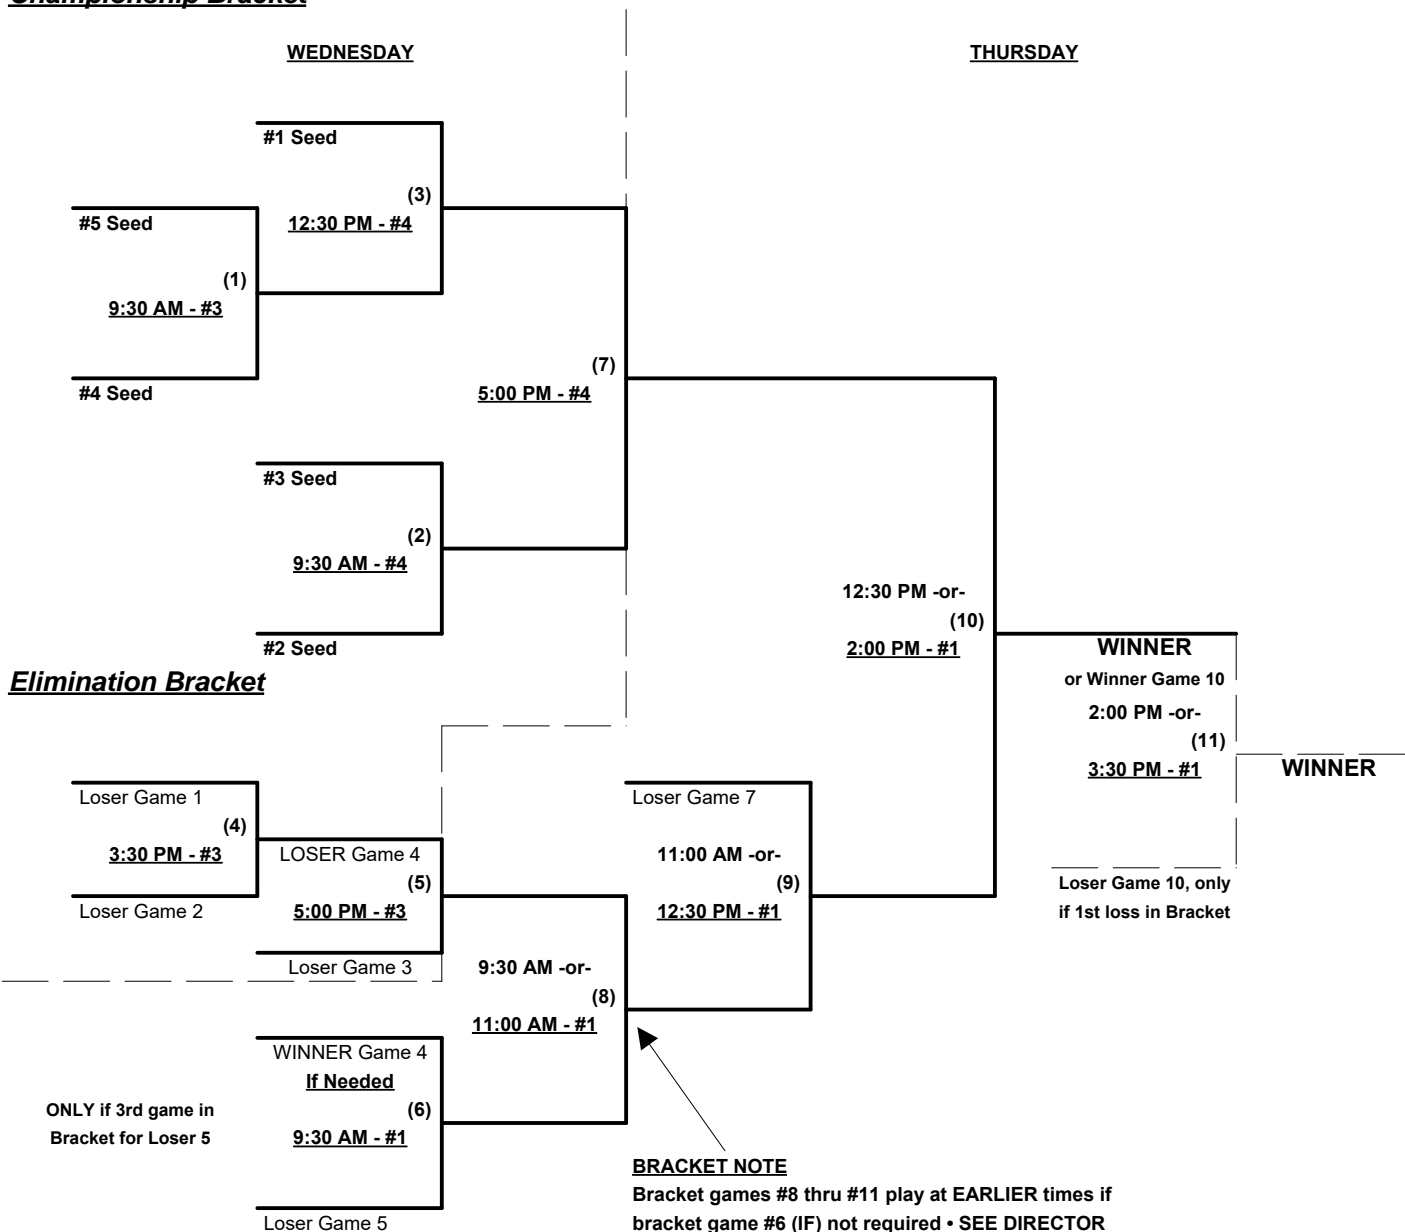 Championship Bracket
WEDNESDAY
THURSDAY
#1 Seed
(3)
12:30 PM - #4
#5 Seed
(1)
9:30 AM - #3
#4 Seed
(7)
5:00 PM - #4
#3 Seed
(2)
9:30 AM - #4
#2 Seed
12:30 PM -or-
(10)
2:00 PM - #1
WINNER
or Winner Game 10
2:00 PM -or-
(11)
3:30 PM - #1
WINNER
Loser Game 10, only
if 1st loss in Bracket
Elimination Bracket
Loser Game 1
(4)
3:30 PM - #3
Loser Game 2
LOSER Game 4
(5)
5:00 PM - #3
Loser Game 3
Loser Game 7
11:00 AM -or-
(9)
12:30 PM - #1
9:30 AM -or-
(8)
11:00 AM - #1
WINNER Game 4
If Needed
(6)
9:30 AM - #1
Loser Game 5
ONLY if 3rd game in
Bracket for Loser 5
BRACKET NOTE
Bracket games #8 thru #11 play at EARLIER times if
bracket game #6 (IF) not required • SEE DIRECTOR